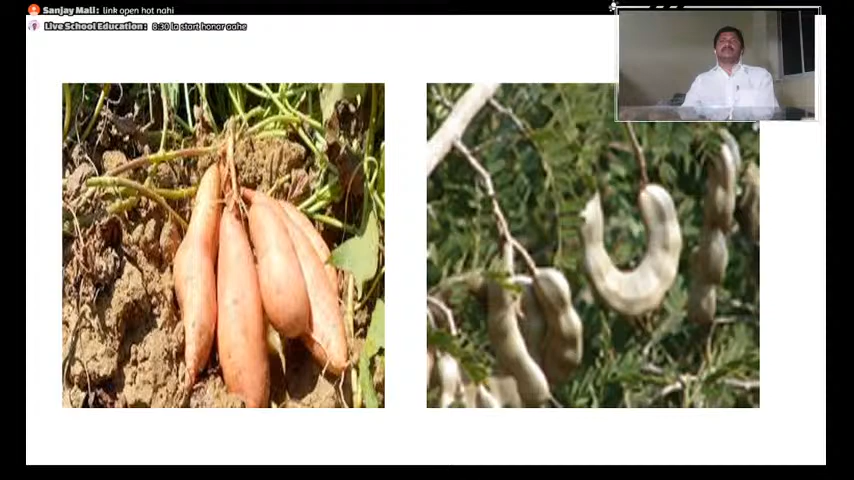 Sanjay Mali : link open hot nahi
Live School Education : 8:30 la start honar aahe